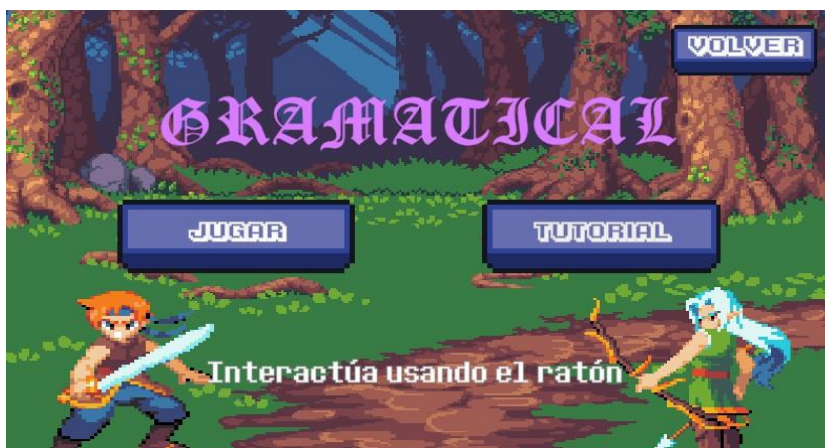 VOLVER
GRAMATICAL
JUGAR
TUTORIAL
Interactúa usando el ratón